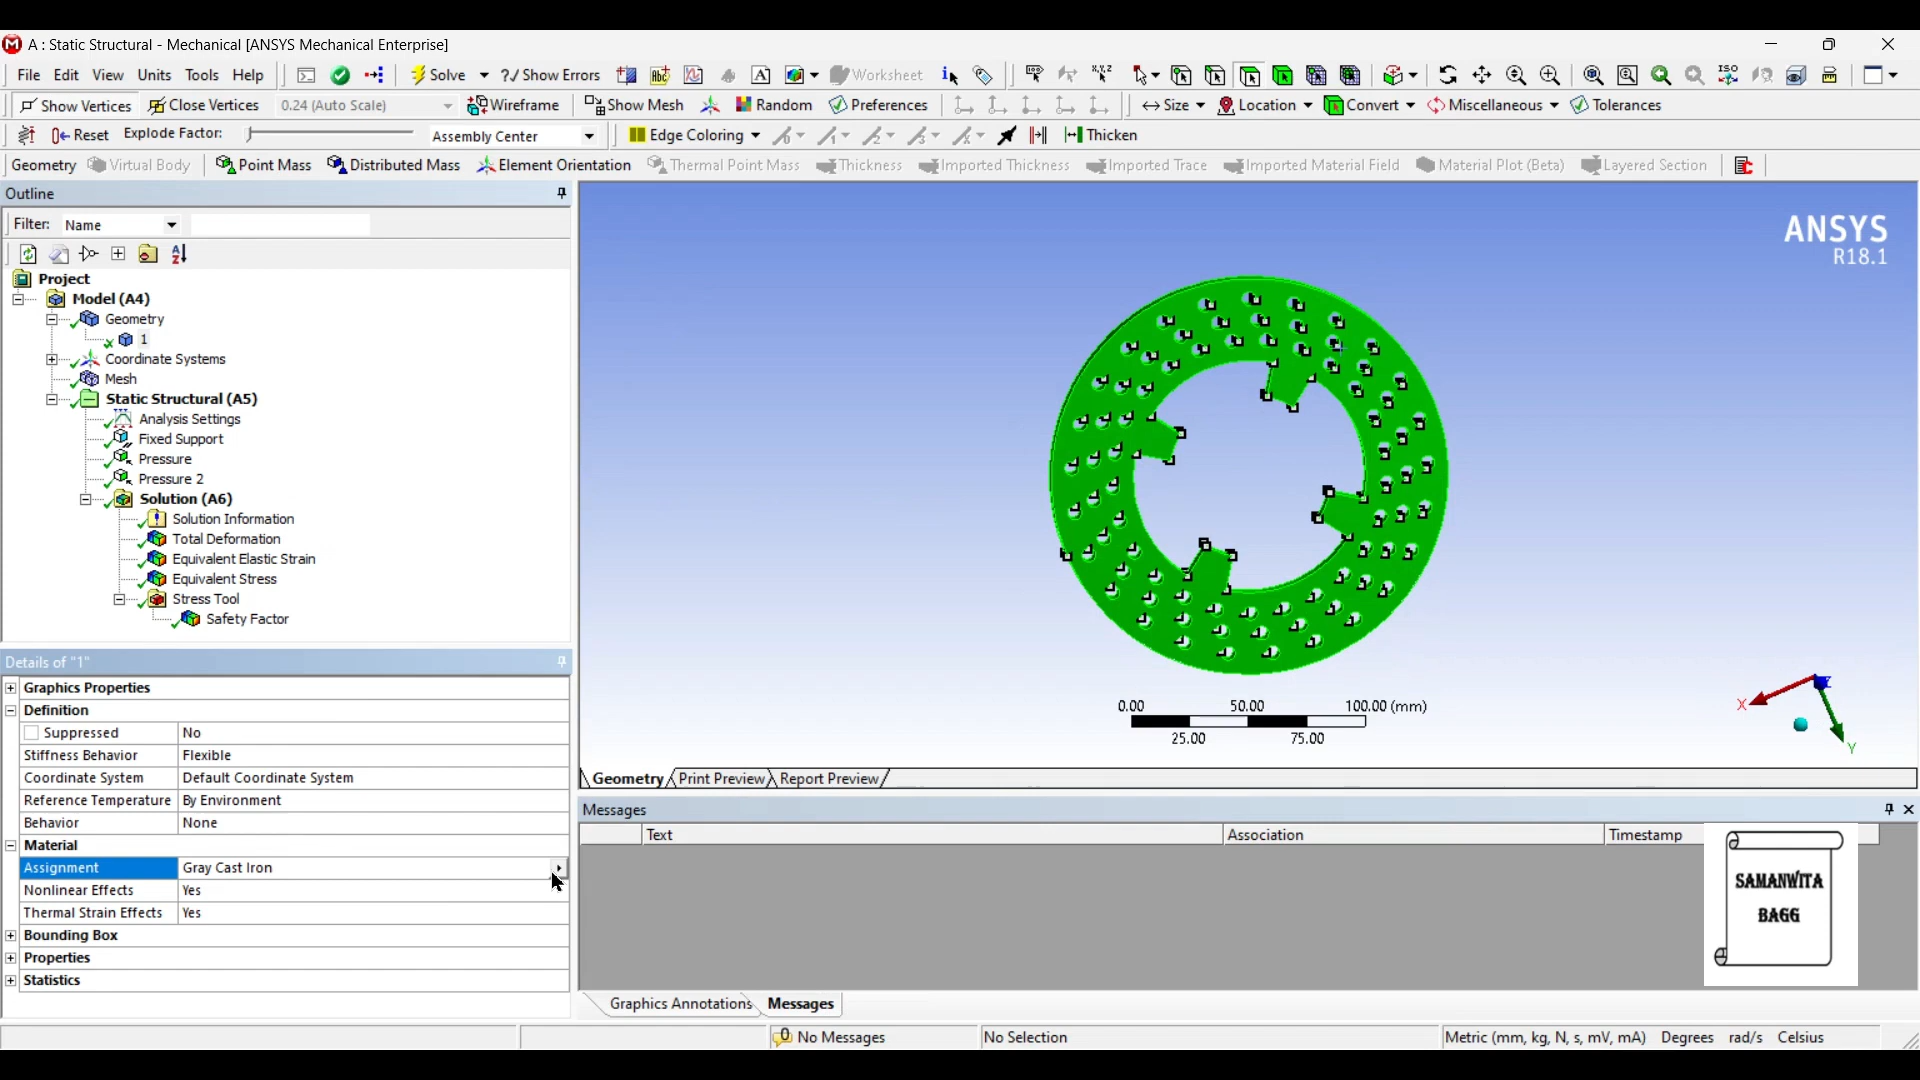 A : Static Structural - Mechanical [ANSYS Mechanical Enterprise]
File Edit View Units Tools Help Solve ?/ Show Errors Worksheet
Show Vertices Close Vertices 0.24 (Auto Scale) Wireframe Show Mesh Random Preferences Size Location Convert Miscellaneous Tolerances
Reset Explode Factor: Assembly Center Edge Coloring Thicken
Geometry Virtual Body Point Mass Distributed Mass Element Orientation Thermal Point Mass Thickness Imported Thickness Imported Trace Imported Material Field Material Plot (Beta) Layered Section
Outline
Filter: Name
Project
Model (A4)
Geometry
1
Coordinate Systems
Mesh
Static Structural (A5)
Analysis Settings
Fixed Support
Pressure
Pressure 2
Solution (A6)
Solution Information
Total Deformation
Equivalent Elastic Strain
Equivalent Stress
Stress Tool
Safety Factor
Details of "1"
Graphics Properties
Definition
Suppressed No
Stiffness Behavior Flexible
Coordinate System Default Coordinate System
Reference Temperature By Environment
Behavior None
Material
Assignment Gray Cast Iron
Nonlinear Effects Yes
Thermal Strain Effects Yes
Bounding Box
Properties
Statistics
ANSYS
R18.1
0.00 50.00 100.00 (mm)
25.00 75.00
X
Y
Z
Geometry Print Preview Report Preview
Messages
Text Association Timestamp
SAMANWITA
BAGG
Graphics Annotations Messages
0 No Messages No Selection Metric (mm, kg, N, s, mV, mA) Degrees rad/s Celsius